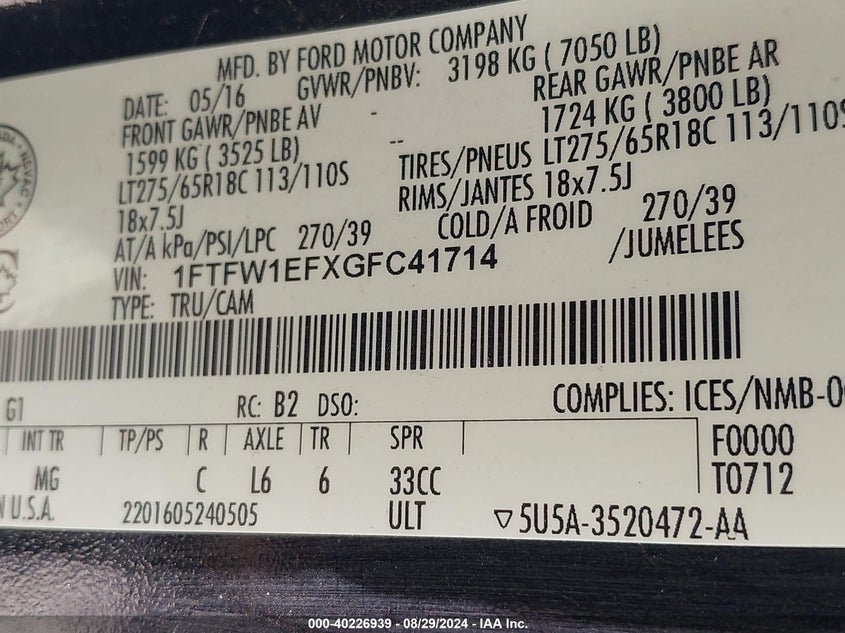 MFD. BY FORD MOTOR COMPANY
DATE: 05/16 GVWR/PNBV: 3198 KG ( 7050 LB)
FRONT GAWR/PNBE AV - REAR GAWR/PNBE AR
1599 KG ( 3525 LB) -- 1724 KG ( 3800 LB)
LT275/65R18C 113/110S TIRES/PNEUS LT275/65R18C 113/110S
18x7.5J RIMS/JANTES 18x7.5J
AT/A kPa/PSI/LPC 270/39 COLD/A FROID 270/39
VIN: 1FTFW1EFXGFC41714 /JUMELEES
TYPE: TRU/CAM
G1 RC: B2 DSO: COMPLIES: ICES/NMB-0
INT TR TP/PS R AXLE TR SPR F0000
MG C L6 6 33CC T0712
N U.S.A. 2201605240505 ULT ▽5U5A-3520472-AA
000-40226939 - 08/29/2024 - IAA Inc.